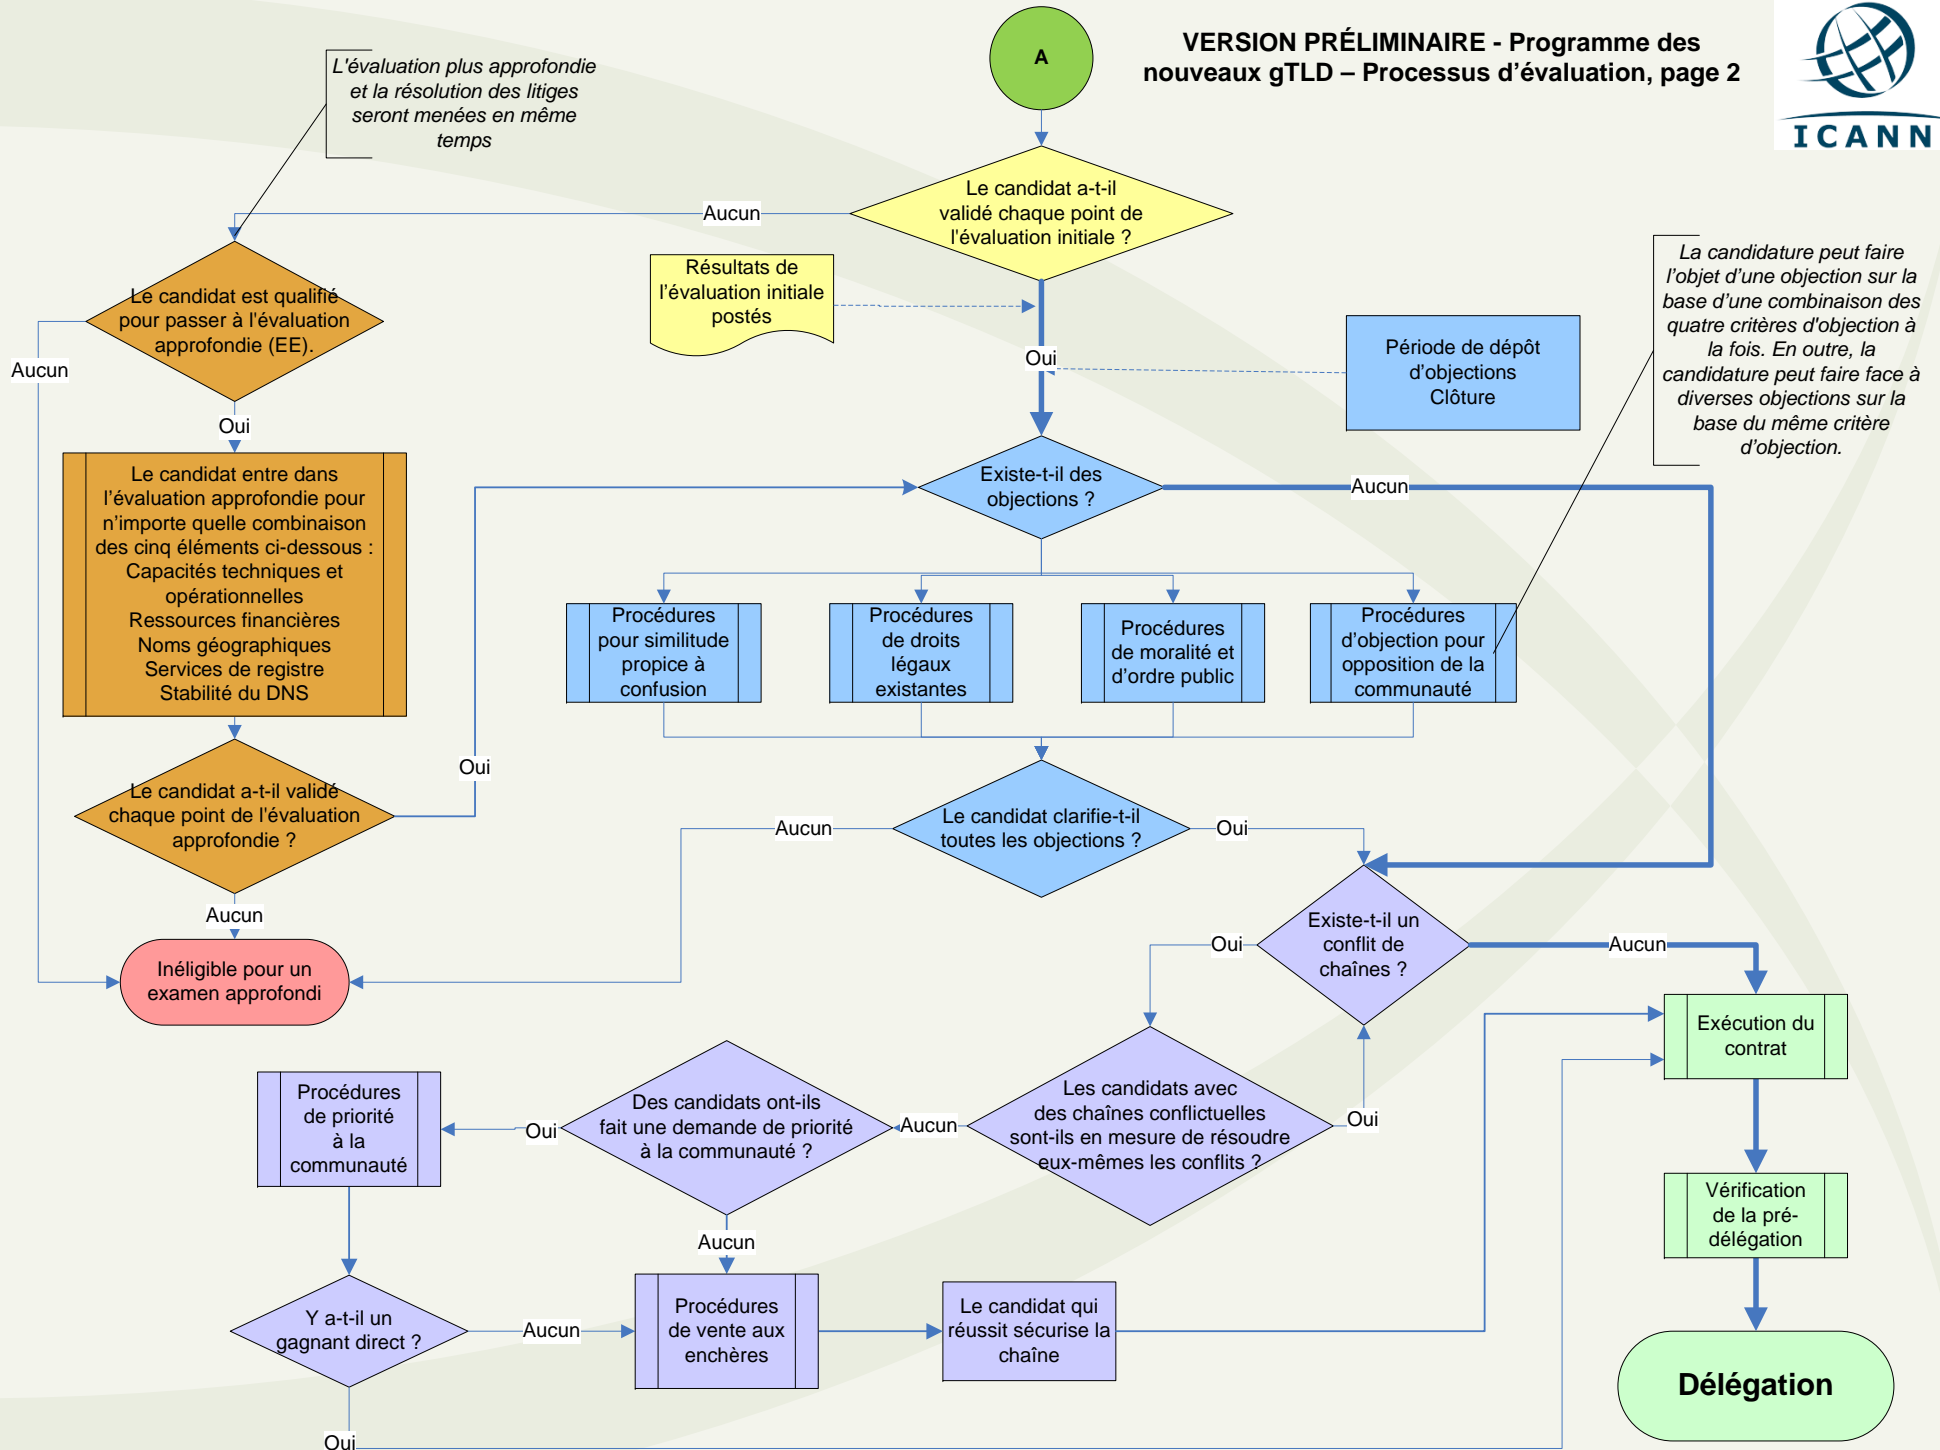 VERSION PRÉLIMINAIRE - Programme des
nouveaux gTLD – Processus d’évaluation, page 2
ICANN
A
L'évaluation plus approfondie
et la résolution des litiges
seront menées en même
temps
Le candidat a-t-il
validé chaque point de
l'évaluation initiale ?
Aucun
Résultats de
l’évaluation initiale
postés
Oui
Période de dépôt
d’objections
Clôture
La candidature peut faire
l’objet d’une objection sur la
base d’une combinaison des
quatre critères d'objection à
la fois. En outre, la
candidature peut faire face à
diverses objections sur la
base du même critère
d’objection.
Le candidat est qualifié
pour passer à l'évaluation
approfondie (EE).
Aucun
Oui
Le candidat entre dans
l’évaluation approfondie pour
n’importe quelle combinaison
des cinq éléments ci-dessous :
Capacités techniques et
opérationnelles
Ressources financières
Noms géographiques
Services de registre
Stabilité du DNS
Existe-t-il des
objections ?
Aucun
Procédures
pour similitude
propice à
confusion
Procédures
de droits
légaux
existantes
Procédures
de moralité et
d’ordre public
Procédures
d’objection pour
opposition de la
communauté
Oui
Le candidat a-t-il validé
chaque point de l'évaluation
approfondie ?
Aucun
Le candidat clarifie-t-il
toutes les objections ?
Aucun
Oui
Inéligible pour un
examen approfondi
Existe-t-il un
conflit de
chaînes ?
Oui
Aucun
Exécution du
contrat
Les candidats avec
des chaînes conflictuelles
sont-ils en mesure de résoudre
eux-mêmes les conflits ?
Oui
Aucun
Des candidats ont-ils
fait une demande de priorité
à la communauté ?
Oui
Aucun
Procédures
de priorité
à la
communauté
Vérification
de la pré-
délégation
Y a-t-il un
gagnant direct ?
Aucun
Procédures
de vente aux
enchères
Le candidat qui
réussit sécurise la
chaîne
Délégation
Oui